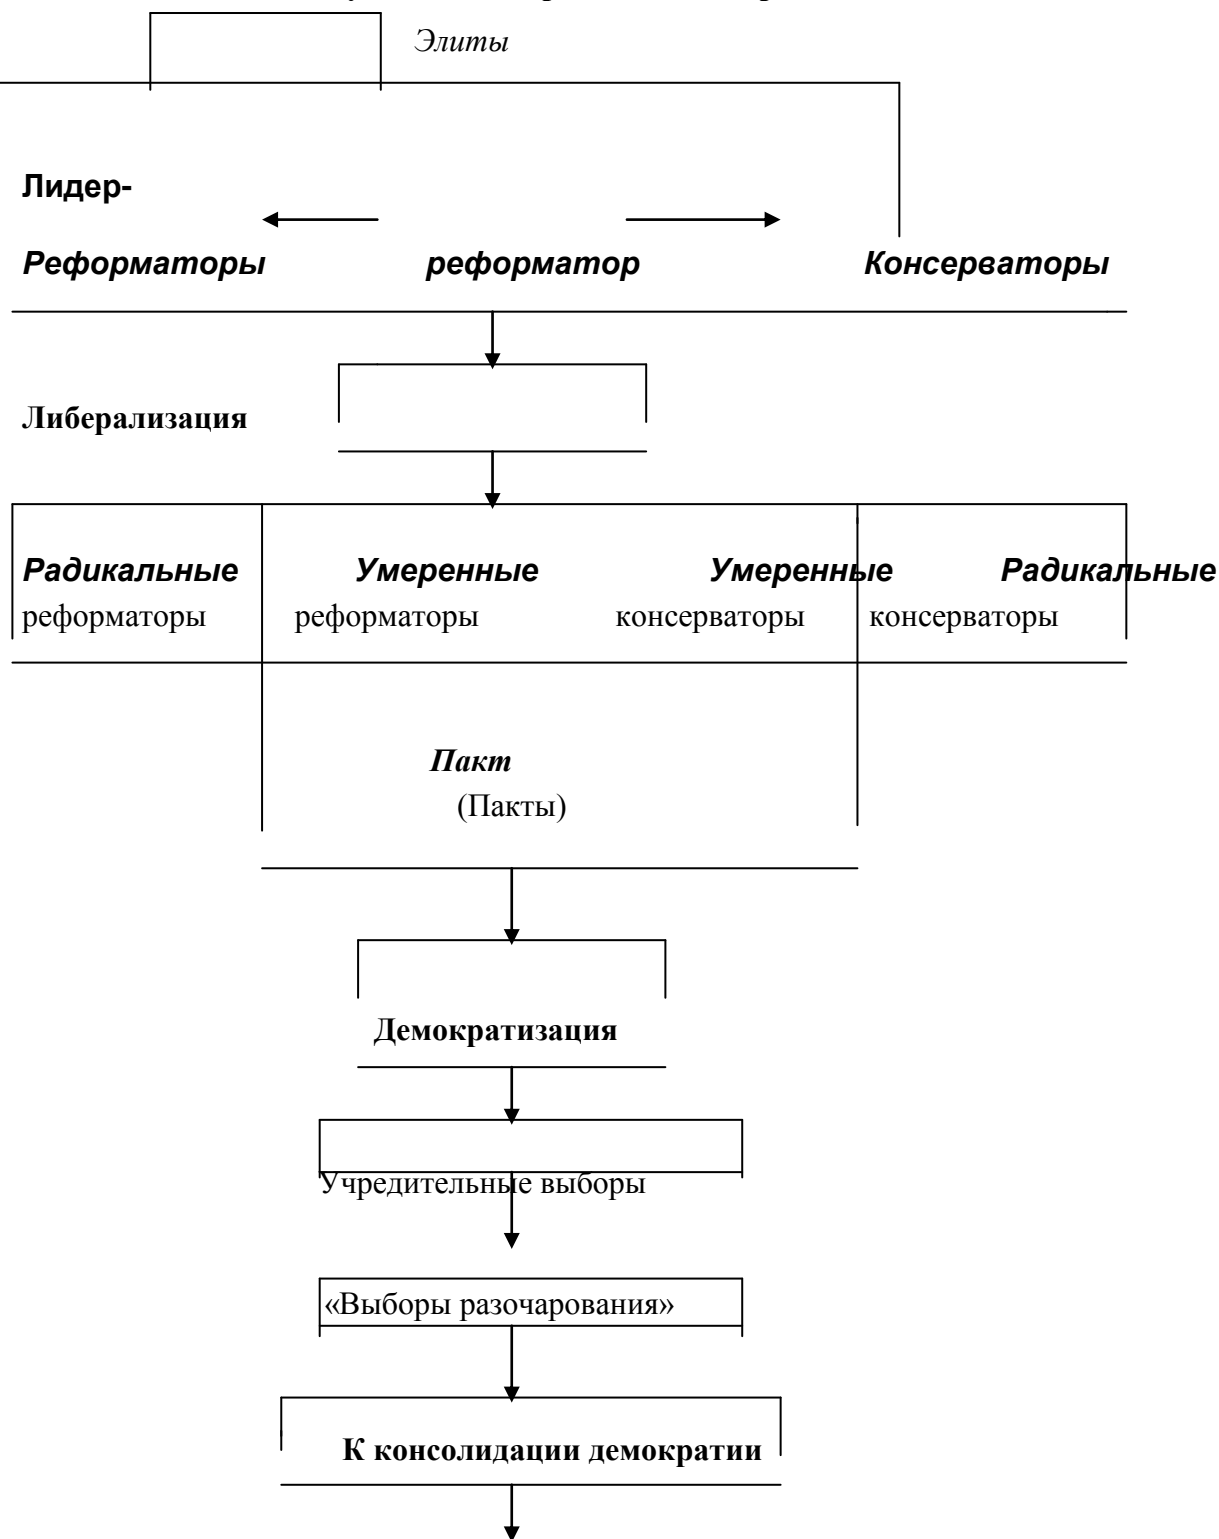 Элиты
Лидер-
Реформаторы реформатор Консерваторы
Либерализация
Радикальные Умеренные Умеренные Радикальные
реформаторы реформаторы консерваторы консерваторы
Пакт
(Пакты)
Демократизация
Учредительные выборы
«Выборы разочарования»
К консолидации демократии